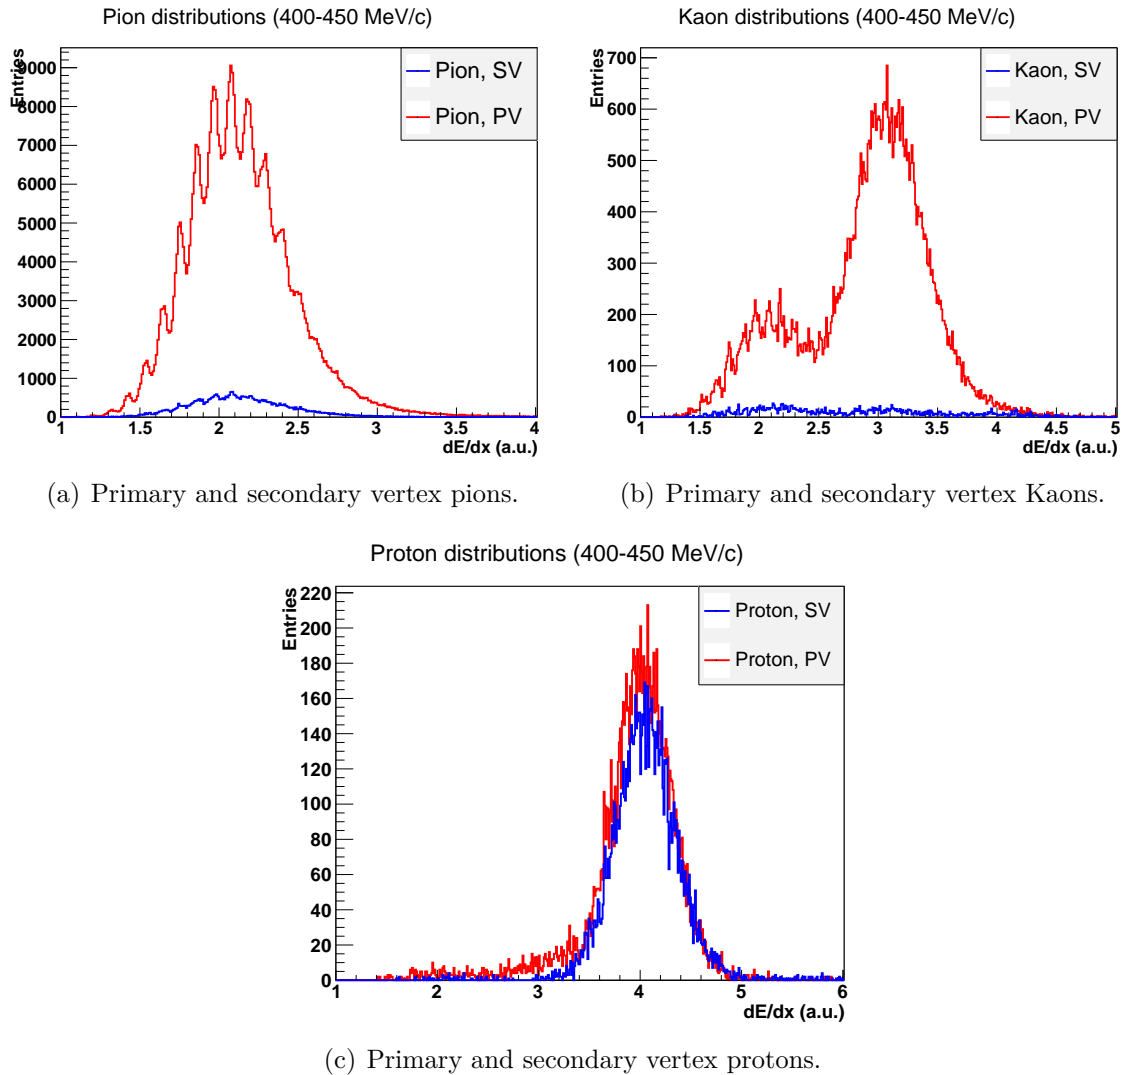 Pion distributions (400-450 MeV/c)
Entries
9000
8000
7000
6000
5000
4000
3000
2000
1000
0
1 1.5 2 2.5 3 3.5 4
dE/dx (a.u.)
Pion, SV
Pion, PV
(a) Primary and secondary vertex pions.
Kaon distributions (400-450 MeV/c)
Entries
700
600
500
400
300
200
100
0
1 1.5 2 2.5 3 3.5 4 4.5 5
dE/dx (a.u.)
Kaon, SV
Kaon, PV
(b) Primary and secondary vertex Kaons.
Proton distributions (400-450 MeV/c)
Entries
220
200
180
160
140
120
100
80
60
40
20
0
1 2 3 4 5 6
dE/dx (a.u.)
Proton, SV
Proton, PV
(c) Primary and secondary vertex protons.